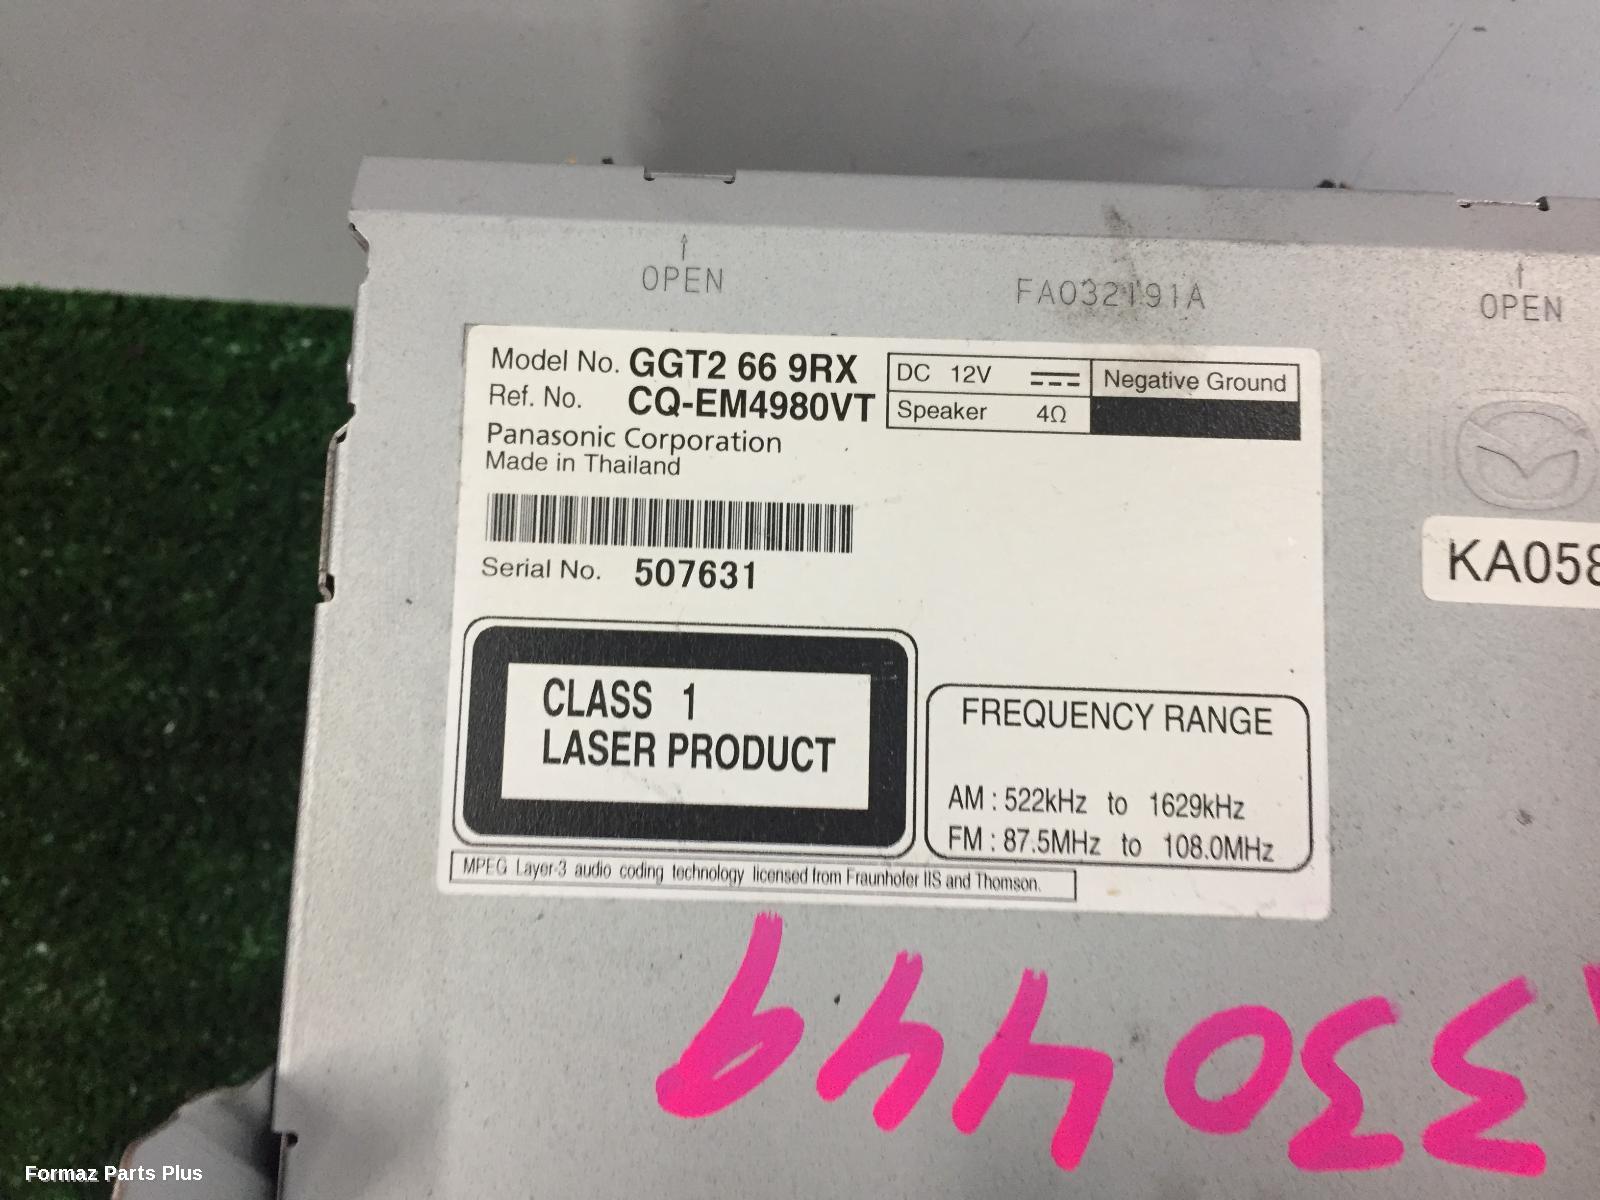 OPEN
FA032191A
OPEN
Model No. GGT2 66 9RX
Ref. No. CQ-EM4980VT
Panasonic Corporation
Made in Thailand
DC 12V
Negative Ground
Speaker 4Ω
Serial No. 507631
KA058
CLASS 1
LASER PRODUCT
FREQUENCY RANGE
AM : 522kHz to 1629kHz
FM : 87.5MHz to 108.0MHz
MPEG Layer-3 audio coding technology licensed from Fraunhofer IIS and Thomson.
Formaz Parts Plus